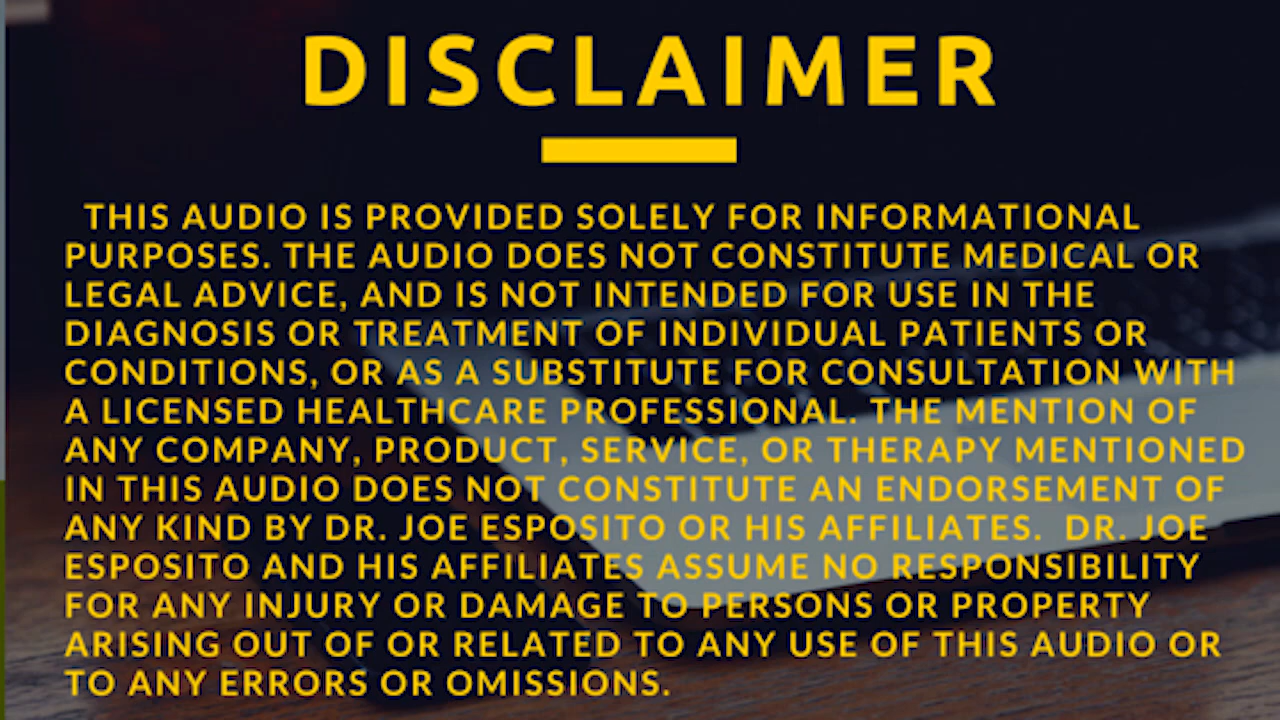 DISCLAIMER
THIS AUDIO IS PROVIDED SOLELY FOR INFORMATIONAL
PURPOSES. THE AUDIO DOES NOT CONSTITUTE MEDICAL OR
LEGAL ADVICE, AND IS NOT INTENDED FOR USE IN THE
DIAGNOSIS OR TREATMENT OF INDIVIDUAL PATIENTS OR
CONDITIONS, OR AS A SUBSTITUTE FOR CONSULTATION WITH
A LICENSED HEALTHCARE PROFESSIONAL. THE MENTION OF
ANY COMPANY, PRODUCT, SERVICE, OR THERAPY MENTIONED
IN THIS AUDIO DOES NOT CONSTITUTE AN ENDORSEMENT OF
ANY KIND BY DR. JOE ESPOSITO OR HIS AFFILIATES. DR. JOE
ESPOSITO AND HIS AFFILIATES ASSUME NO RESPONSIBILITY
FOR ANY INJURY OR DAMAGE TO PERSONS OR PROPERTY
ARISING OUT OF OR RELATED TO ANY USE OF THIS AUDIO OR
TO ANY ERRORS OR OMISSIONS.